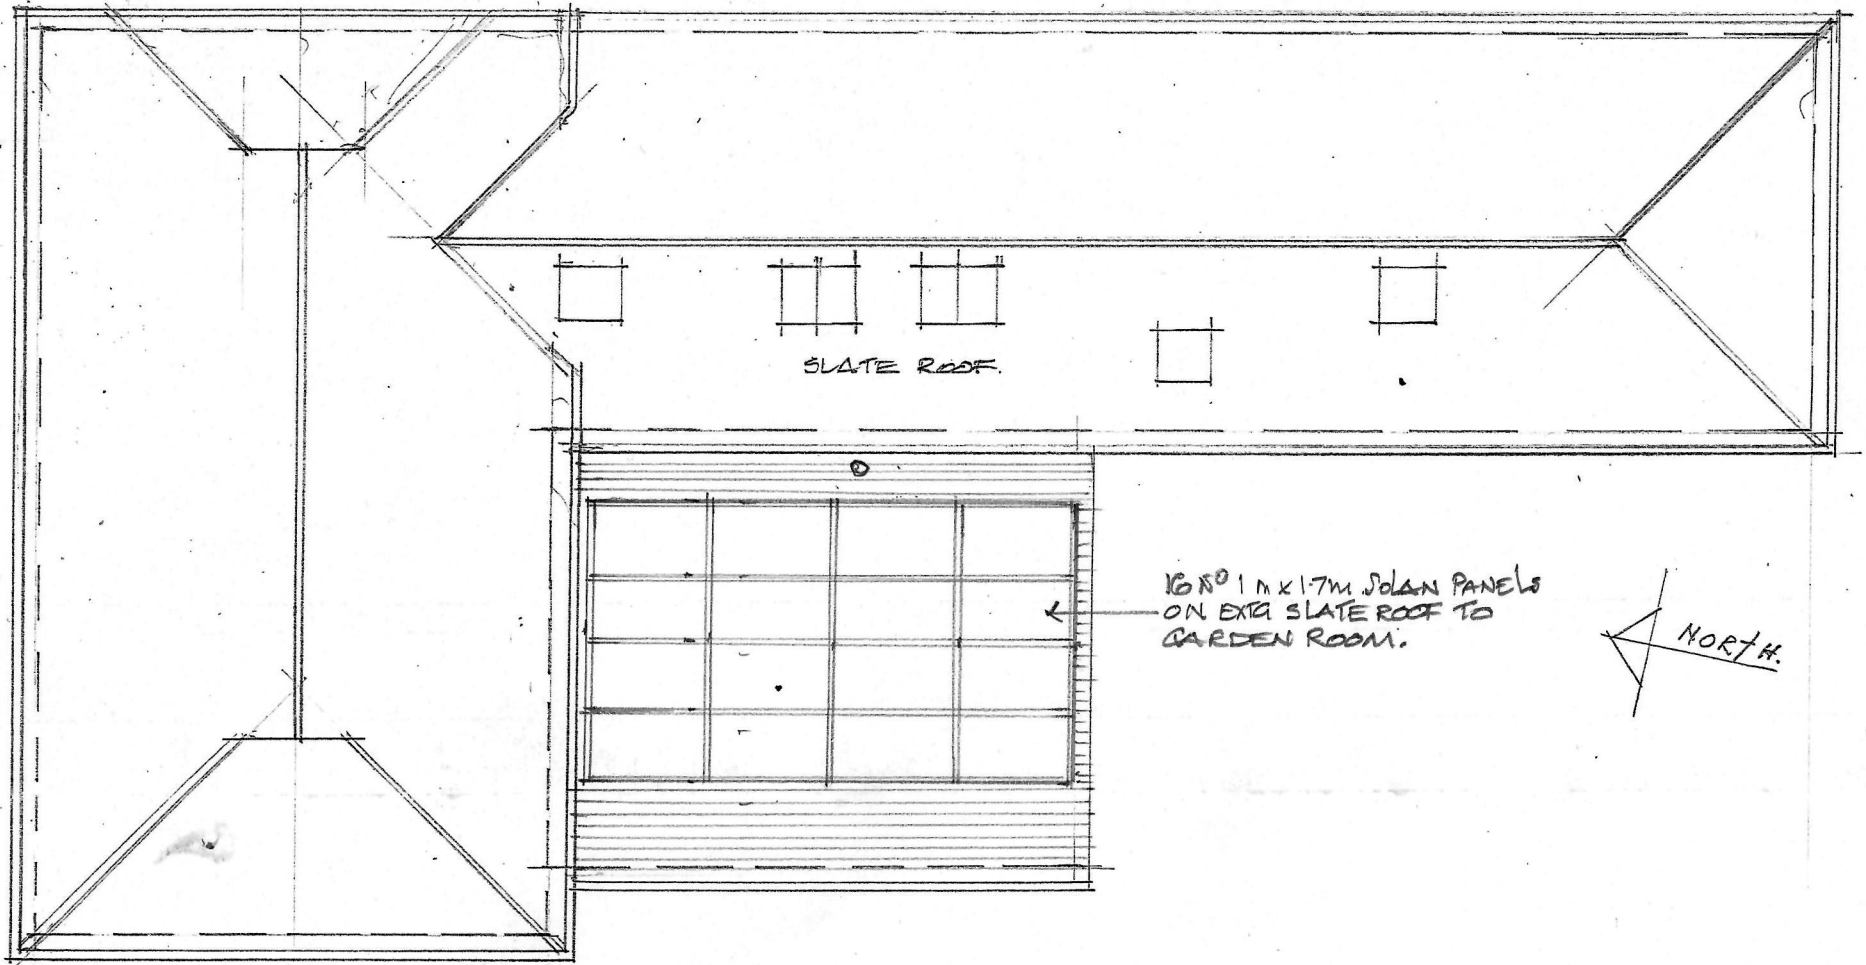 SLATE ROOF.
16 Nº 1m x 1.7m SOLAR PANELS
ON EXTG SLATE ROOF TO
GARDEN ROOM.
NORTH.